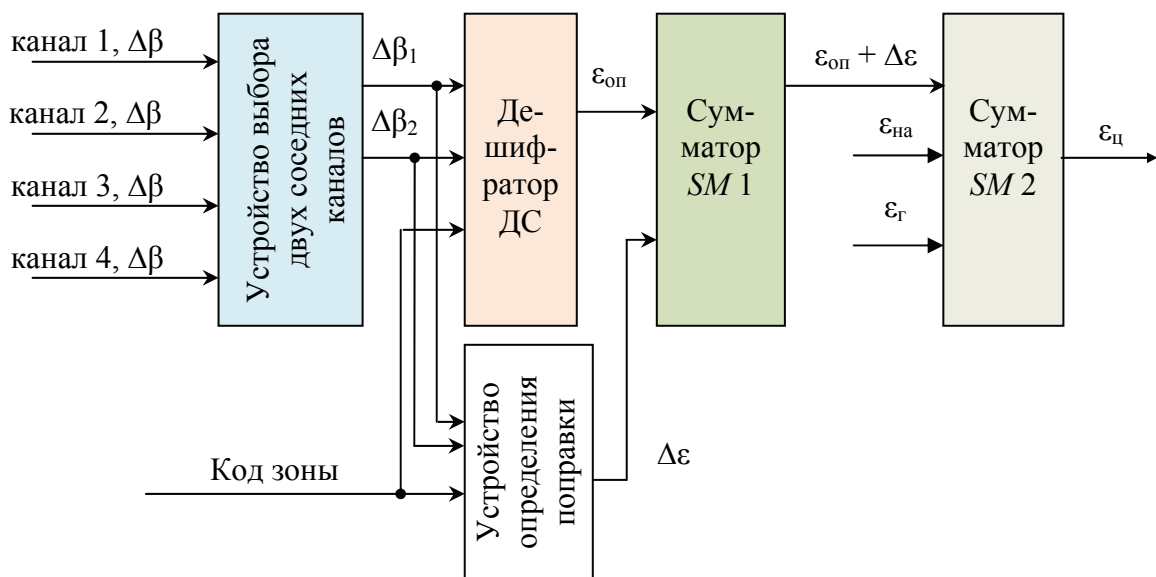 канал 1, Δβ
канал 2, Δβ
канал 3, Δβ
канал 4, Δβ
Устройство выбора
двух соседних
каналов
Δβ₁
Δβ₂
Де-
шиф-
ратор
ДС
εоп
Сум-
матор
SM 1
εоп + Δε
εна
εг
Сум-
матор
SM 2
εц
Код зоны
Устройство
определения
поправки
Δε